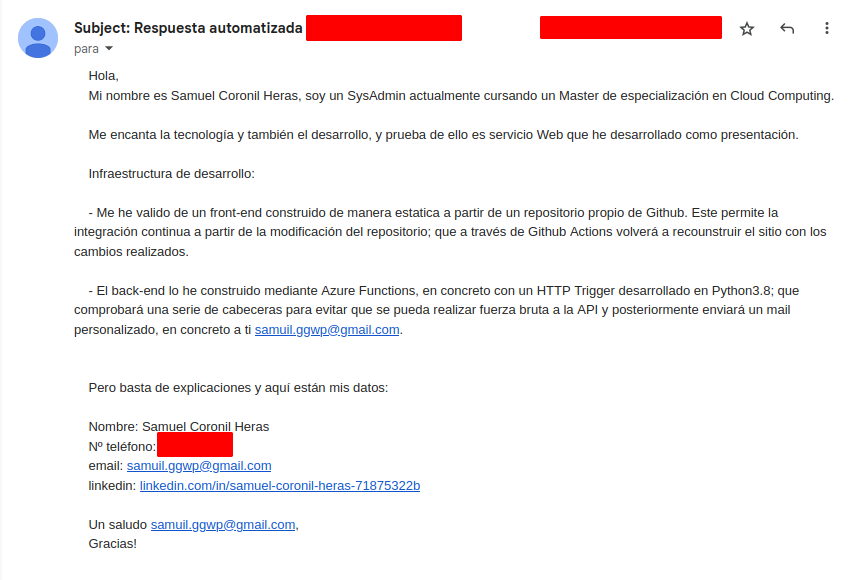 Subject: Respuesta automatizada
para
Hola,
Mi nombre es Samuel Coronil Heras, soy un SysAdmin actualmente cursando un Master de especialización en Cloud Computing.
Me encanta la tecnología y también el desarrollo, y prueba de ello es servicio Web que he desarrollado como presentación.
Infraestructura de desarrollo:
- Me he valido de un front-end construido de manera estatica a partir de un repositorio propio de Github. Este permite la
integración continua a partir de la modificación del repositorio; que a través de Github Actions volverá a recounstruir el sitio con los
cambios realizados.
- El back-end lo he construido mediante Azure Functions, en concreto con un HTTP Trigger desarrollado en Python3.8; que
comprobará una serie de cabeceras para evitar que se pueda realizar fuerza bruta a la API y posteriormente enviará un mail
personalizado, en concreto a ti samuil.ggwp@gmail.com.
Pero basta de explicaciones y aquí están mis datos:
Nombre: Samuel Coronil Heras
Nº teléfono:
email: samuil.ggwp@gmail.com
linkedin: linkedin.com/in/samuel-coronil-heras-71875322b
Un saludo samuil.ggwp@gmail.com,
Gracias!